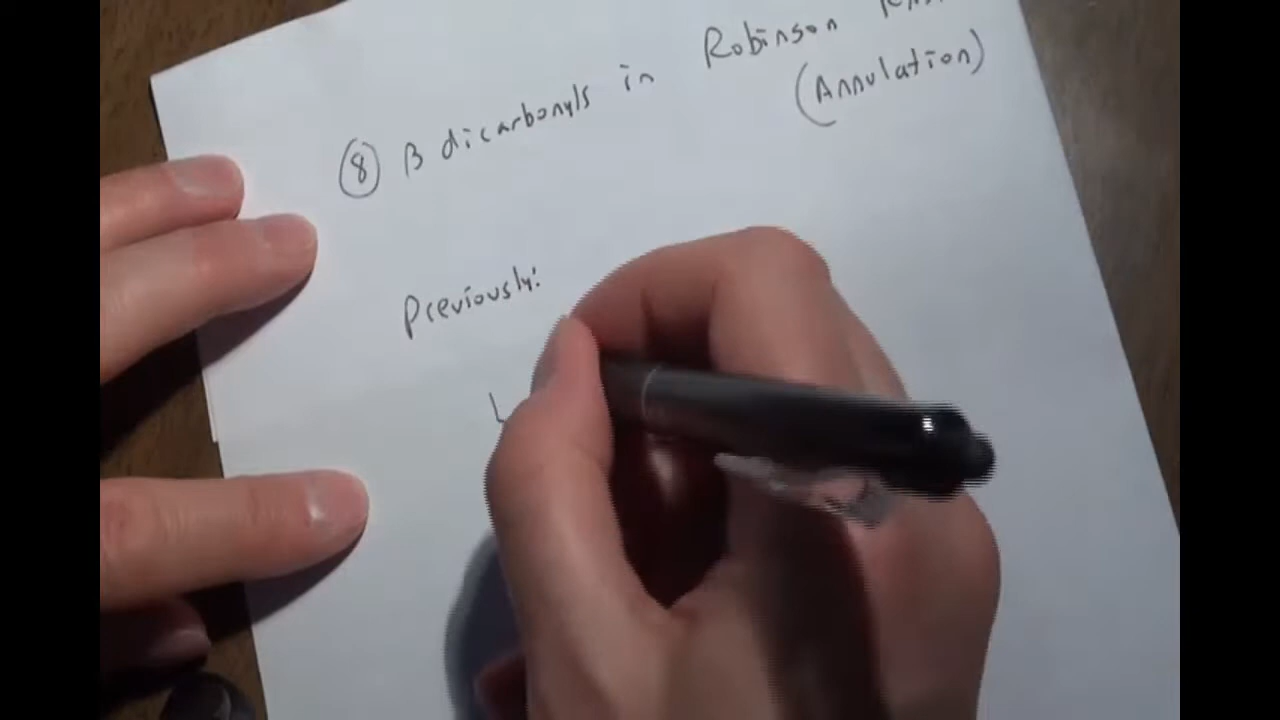 ⑧ β dicarbonyls in Robinson
(Annulation)
Previously: